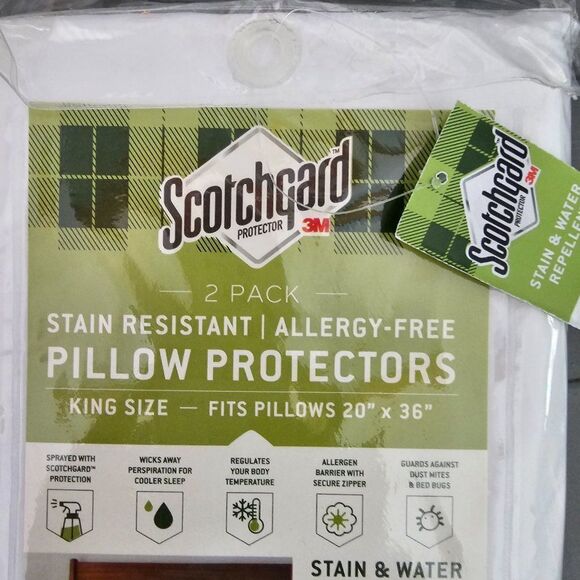 Scotchgard™
PROTECTOR 3M
— 2 PACK —
STAIN RESISTANT | ALLERGY-FREE
PILLOW PROTECTORS
KING SIZE — FITS PILLOWS 20" x 36"
SPRAYED WITH
SCOTCHGARD™
PROTECTION
WICKS AWAY
PERSPIRATION FOR
COOLER SLEEP
REGULATES
YOUR BODY
TEMPERATURE
ALLERGEN
BARRIER WITH
SECURE ZIPPER
GUARDS AGAINST
DUST MITES
& BED BUGS
STAIN & WATER
Scotchgard
PROTECTOR 3M
STAIN & WATER